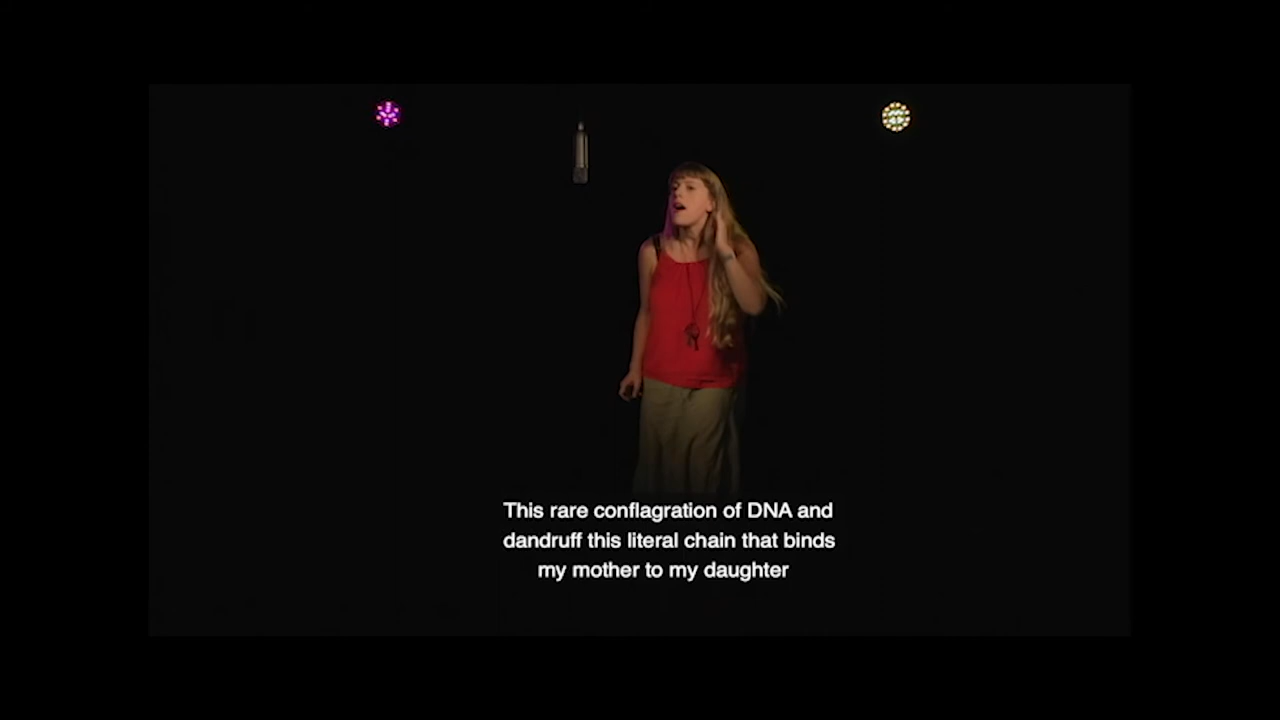 This rare conflagration of DNA and
dandruff this literal chain that binds
my mother to my daughter